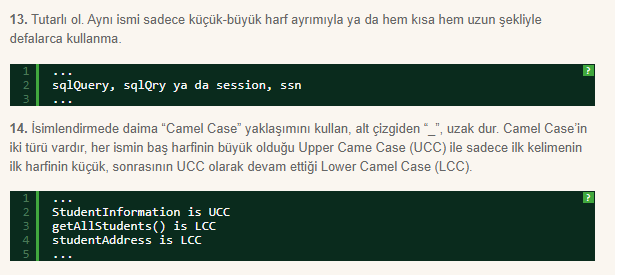 13. Tutarlı ol. Aynı ismi sadece küçük-büyük harf ayrımıyla ya da hem kısa hem uzun şekliyle
defalarca kullanma.
1 ...
2 sqlQuery, sqlQry ya da session, ssn
3 ...
?
14. İsimlendirmede daima “Camel Case” yaklaşımını kullan, alt çizgiden “_”, uzak dur. Camel Case’in
iki türü vardır, her ismin baş harfinin büyük olduğu Upper Came Case (UCC) ile sadece ilk kelimenin
ilk harfinin küçük, sonrasının UCC olarak devam ettiği Lower Camel Case (LCC).
1 ...
2 StudentInformation is UCC
3 getAllStudents() is LCC
4 studentAddress is LCC
5 ...
?